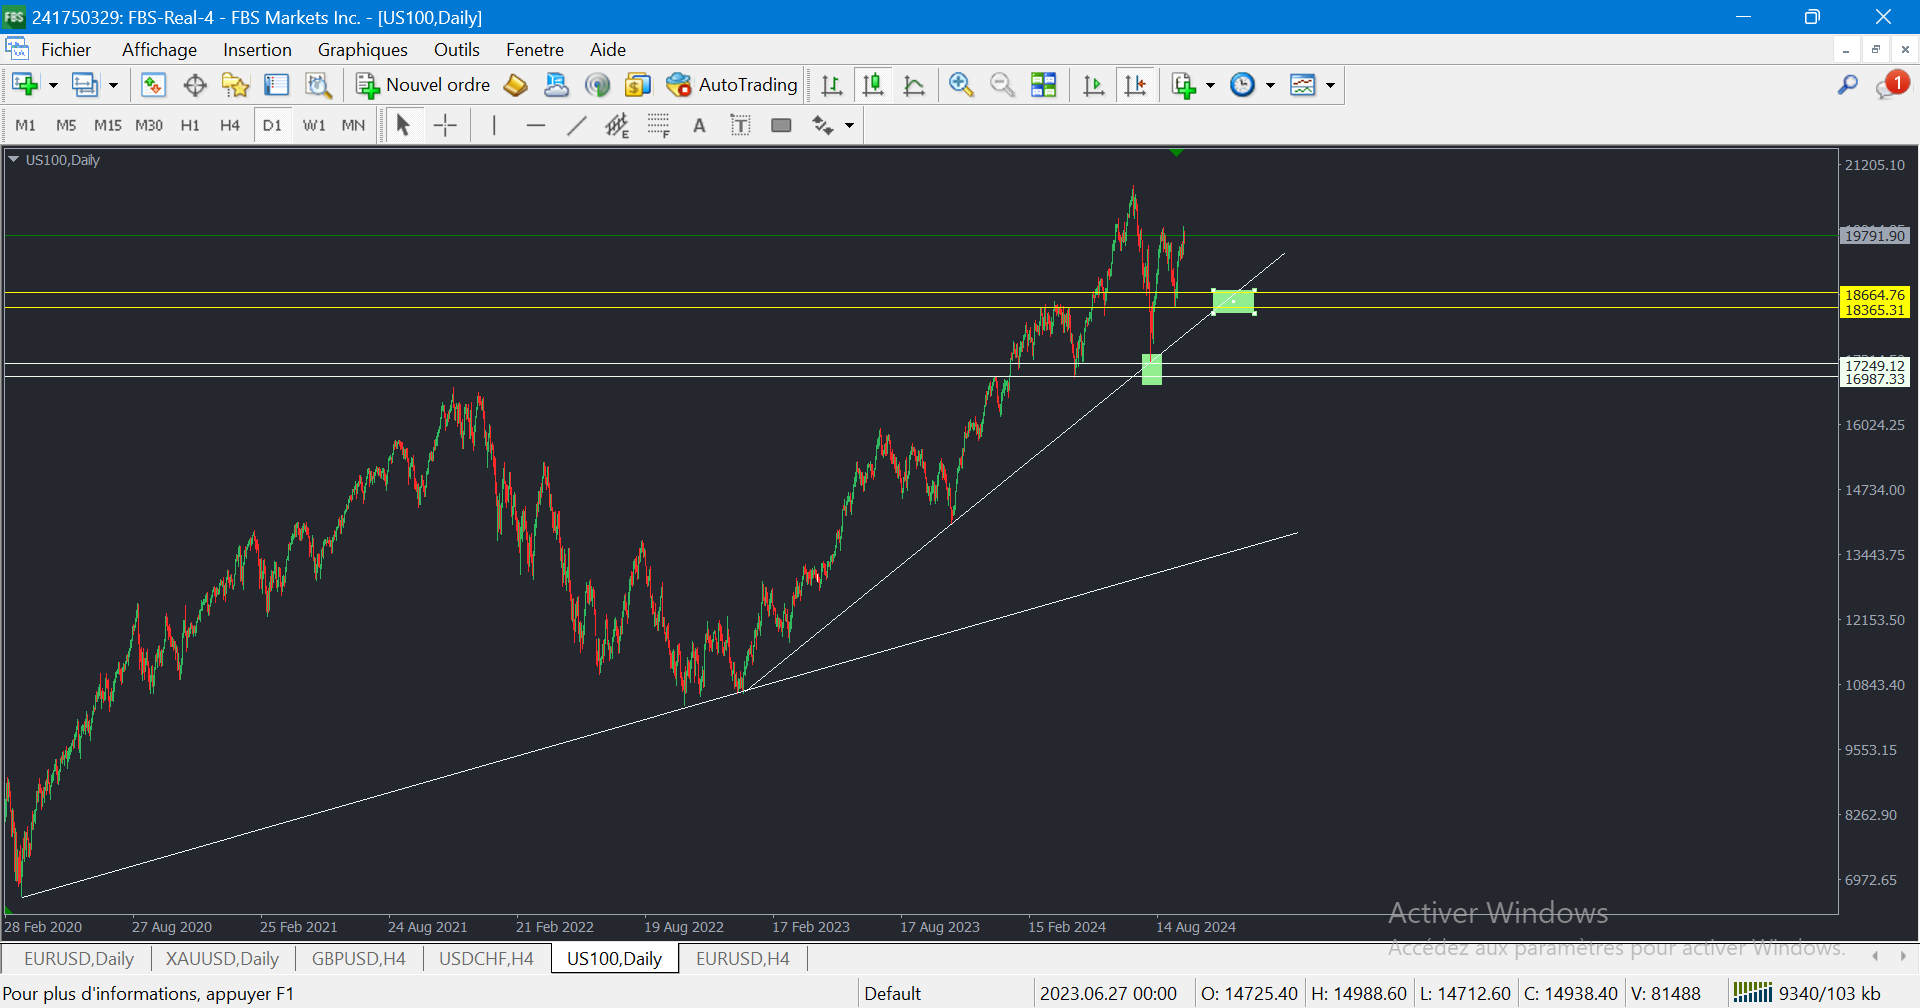 FBS 241750329: FBS-Real-4 - FBS Markets Inc. - [US100,Daily]
Fichier Affichage Insertion Graphiques Outils Fenetre Aide
Nouvel ordre AutoTrading 1
M1 M5 M15 M30 H1 H4 D1 W1 MN E F A T
US100,Daily
21205.10
19791.90
18664.76
18365.31
17249.12
16987.33
16024.25
14734.00
13443.75
12153.50
10843.40
9553.15
8262.90
6972.65
28 Feb 2020 27 Aug 2020 25 Feb 2021 24 Aug 2021 21 Feb 2022 19 Aug 2022 17 Feb 2023 17 Aug 2023 15 Feb 2024 14 Aug 2024
Activer Windows
Accédez aux paramètres pour activer Windows.
EURUSD,Daily XAUUSD,Daily GBPUSD,H4 USDCHF,H4 US100,Daily EURUSD,H4
Pour plus d'informations, appuyer F1 Default 2023.06.27 00:00 O: 14725.40 H: 14988.60 L: 14712.60 C: 14938.40 V: 81488 9340/103 kb